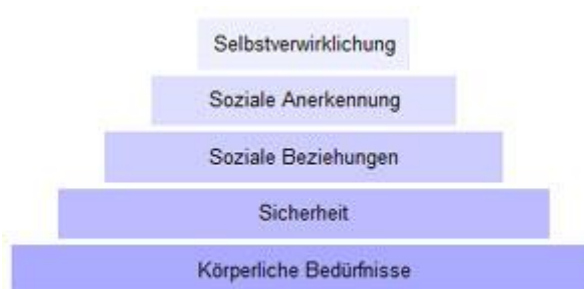 Selbstverwirklichung
Soziale Anerkennung
Soziale Beziehungen
Sicherheit
Körperliche Bedürfnisse